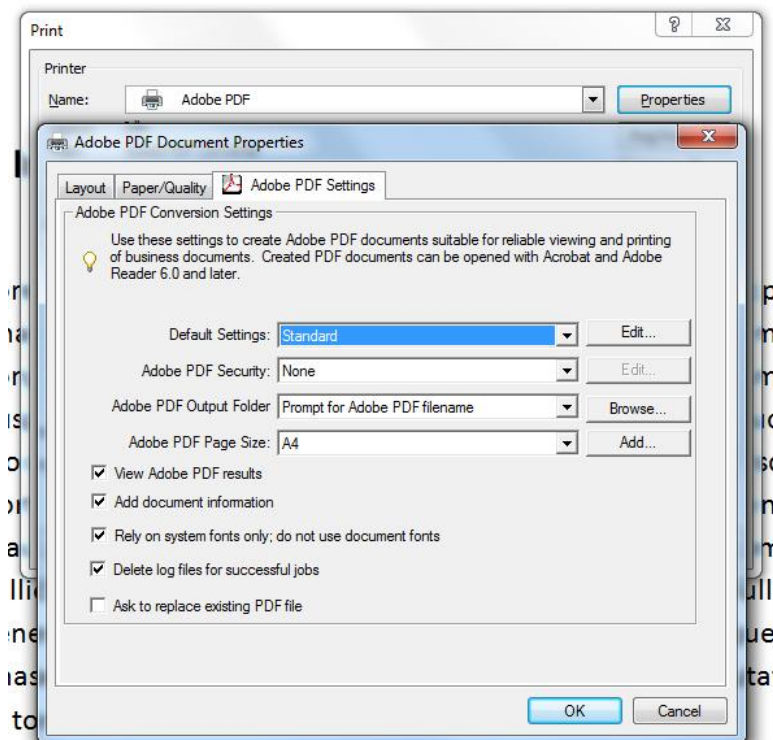 Print
Printer
Name: Adobe PDF Properties
Adobe PDF Document Properties
Layout Paper/Quality Adobe PDF Settings
Adobe PDF Conversion Settings
Use these settings to create Adobe PDF documents suitable for reliable viewing and printing
of business documents. Created PDF documents can be opened with Acrobat and Adobe
Reader 6.0 and later.
Default Settings: Standard Edit...
Adobe PDF Security: None Edit...
Adobe PDF Output Folder Prompt for Adobe PDF filename Browse...
Adobe PDF Page Size: A4 Add...
View Adobe PDF results
Add document information
Rely on system fonts only; do not use document fonts
Delete log files for successful jobs
Ask to replace existing PDF file
OK Cancel
to